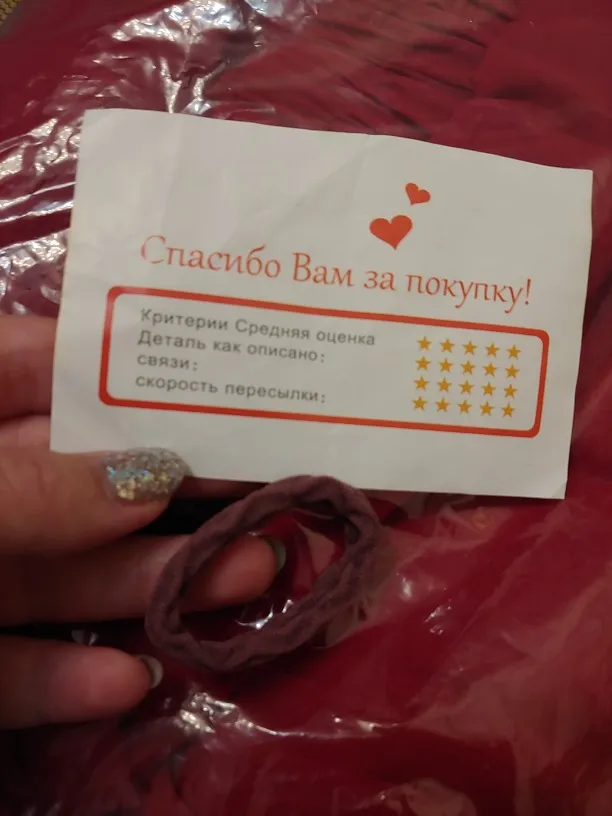 Спасибо Вам за покупку!
Критерии Средняя оценка
Деталь как описано:
связи:
скорость пересылки: